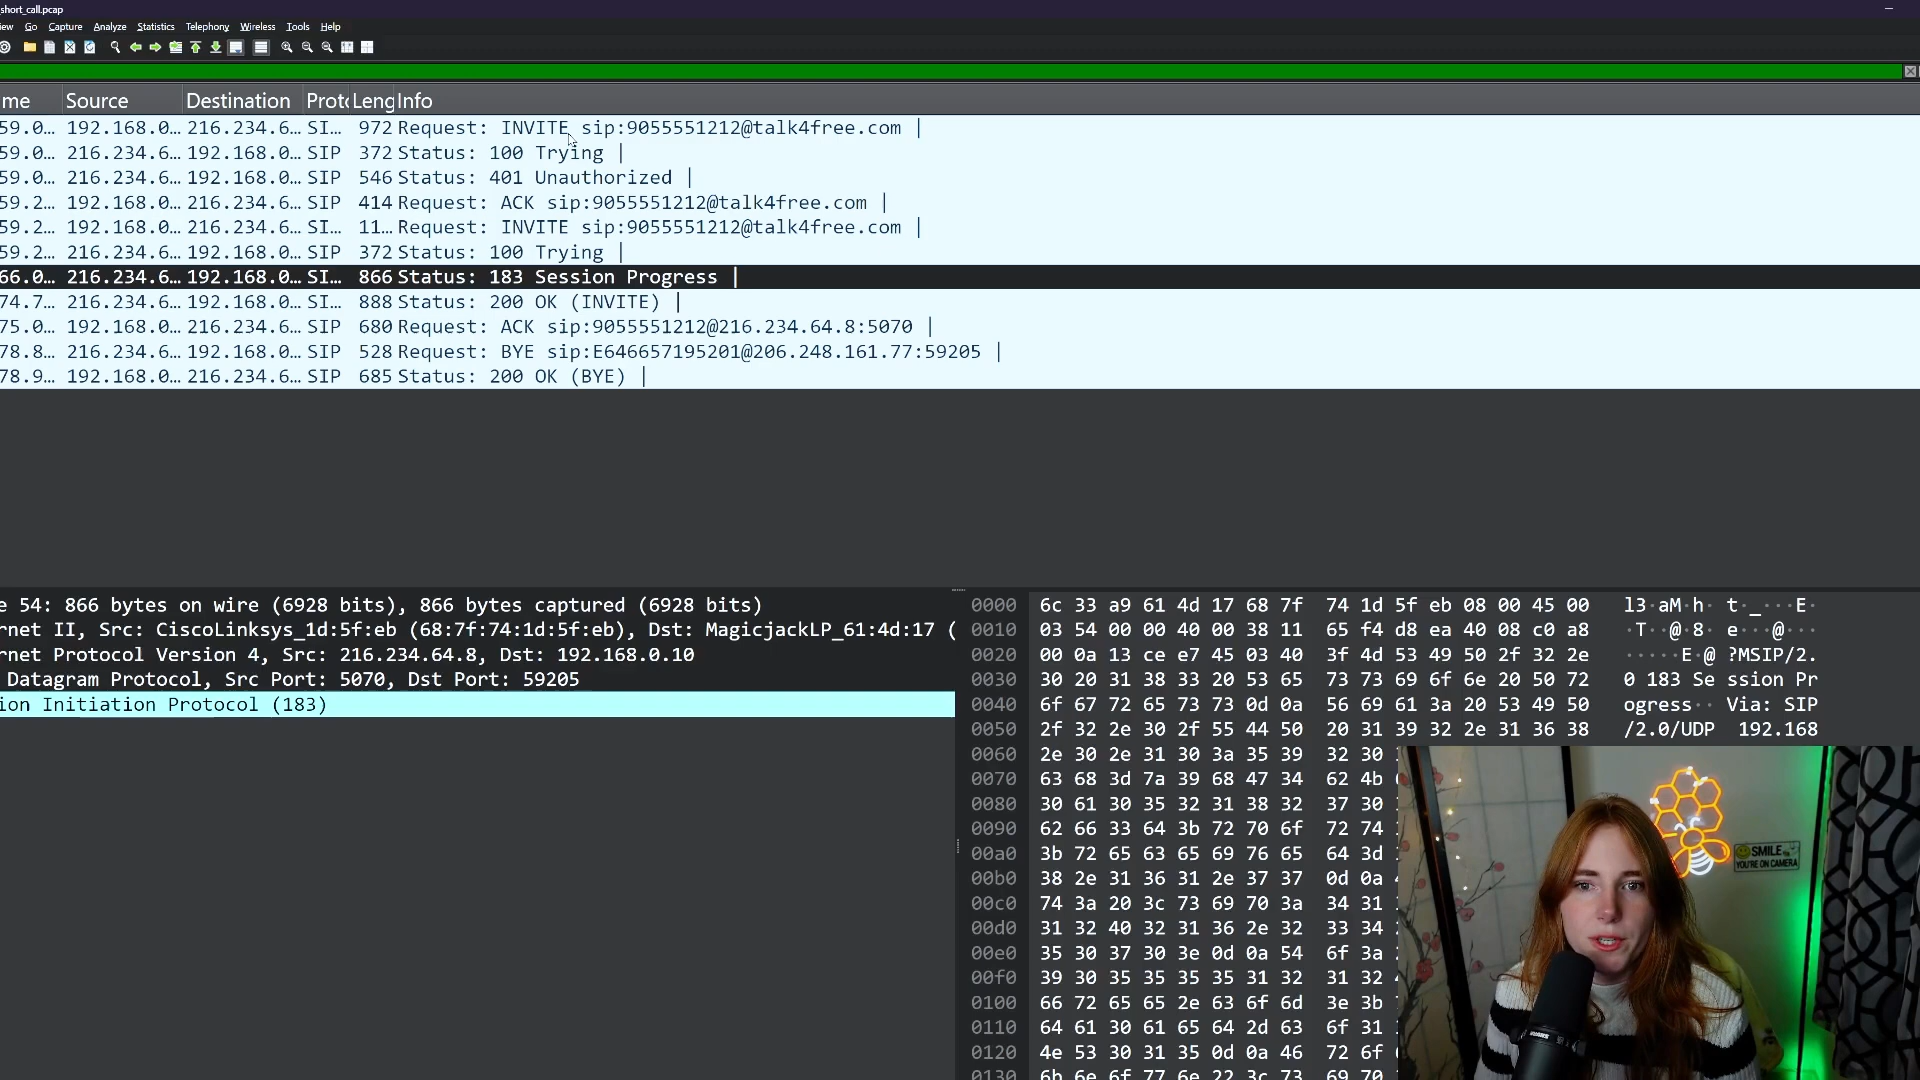 short_call.pcap
iew Go Capture Analyze Statistics Telephony Wireless Tools Help
me Source Destination Proto Leng Info
59.0… 192.168.0… 216.234.6… SI… 972 Request: INVITE sip:9055551212@talk4free.com |
59.0… 216.234.6… 192.168.0… SIP 372 Status: 100 Trying |
59.0… 216.234.6… 192.168.0… SIP 546 Status: 401 Unauthorized |
59.2… 192.168.0… 216.234.6… SIP 414 Request: ACK sip:9055551212@talk4free.com |
59.2… 192.168.0… 216.234.6… SI… 11… Request: INVITE sip:9055551212@talk4free.com |
59.2… 216.234.6… 192.168.0… SIP 372 Status: 100 Trying |
66.0… 216.234.6… 192.168.0… SI… 866 Status: 183 Session Progress |
74.7… 216.234.6… 192.168.0… SI… 888 Status: 200 OK (INVITE) |
75.0… 192.168.0… 216.234.6… SIP 680 Request: ACK sip:9055551212@216.234.64.8:5070 |
78.8… 216.234.6… 192.168.0… SIP 528 Request: BYE sip:E646657195201@206.248.161.77:59205 |
78.9… 192.168.0… 216.234.6… SIP 685 Status: 200 OK (BYE) |
e 54: 866 bytes on wire (6928 bits), 866 bytes captured (6928 bits)
rnet II, Src: CiscoLinksys_1d:5f:eb (68:7f:74:1d:5f:eb), Dst: MagicjackLP_61:4d:17 (
rnet Protocol Version 4, Src: 216.234.64.8, Dst: 192.168.0.10
Datagram Protocol, Src Port: 5070, Dst Port: 59205
ion Initiation Protocol (183)
0000 6c 33 a9 61 4d 17 68 7f 74 1d 5f eb 08 00 45 00 l3·aM·h· t·_···E·
0010 03 54 00 00 40 00 38 11 65 f4 d8 ea 40 08 c0 a8 ·T··@·8· e···@···
0020 00 0a 13 ce e7 45 03 40 3f 4d 53 49 50 2f 32 2e ·····E·@ ?MSIP/2.
0030 30 20 31 38 33 20 53 65 73 73 69 6f 6e 20 50 72 0 183 Se ssion Pr
0040 6f 67 72 65 73 73 0d 0a 56 69 61 3a 20 53 49 50 ogress·· Via: SIP
0050 2f 32 2e 30 2f 55 44 50 20 31 39 32 2e 31 36 38 /2.0/UDP 192.168
0060 2e 30 2e 31 30 3a 35 39 32 30
0070 63 68 3d 7a 39 68 47 34 62 4b
0080 30 61 30 35 32 31 38 32 37 30
0090 62 66 33 64 3b 72 70 6f 72 74
00a0 3b 72 65 63 65 69 76 65 64 3d
00b0 38 2e 31 36 31 2e 37 37 0d 0a
00c0 74 3a 20 3c 73 69 70 3a 34 31
00d0 31 32 40 32 31 36 2e 32 33 34
00e0 35 30 37 30 3e 0d 0a 54 6f 3a
00f0 39 30 35 35 35 35 31 32 31 32
0100 66 72 65 65 2e 63 6f 6d 3e 3b
0110 64 61 30 61 65 64 2d 63 6f 31
0120 4e 53 30 31 35 0d 0a 46 72 6f
0130 6b 6e 6f 77 6e 22 3c 73 69 70
SMILE
YOU'RE ON CAMERA
SHURE